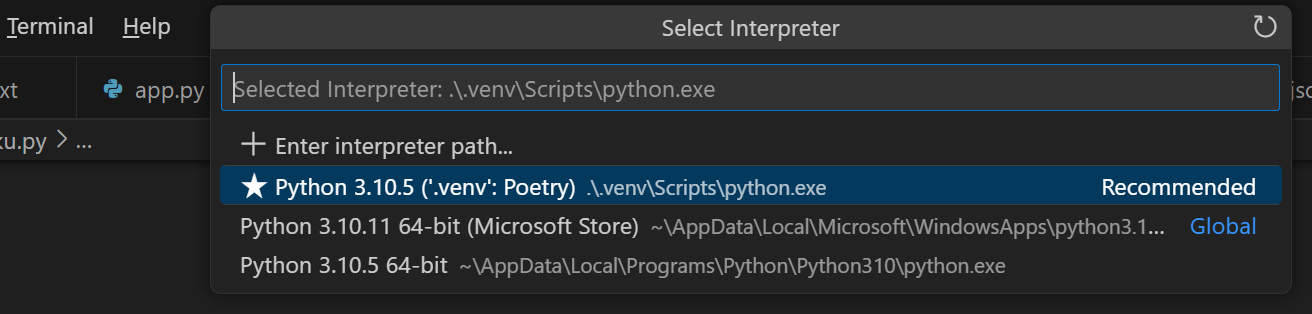 Terminal Help
Select Interpreter
xt
app.py
Selected Interpreter: .\.venv\Scripts\python.exe
jsc
ku.py > ...
Enter interpreter path...
Python 3.10.5 ('.venv': Poetry) .\.venv\Scripts\python.exe Recommended
Python 3.10.11 64-bit (Microsoft Store) ~\AppData\Local\Microsoft\WindowsApps\python3.1... Global
Python 3.10.5 64-bit ~\AppData\Local\Programs\Python\Python310\python.exe